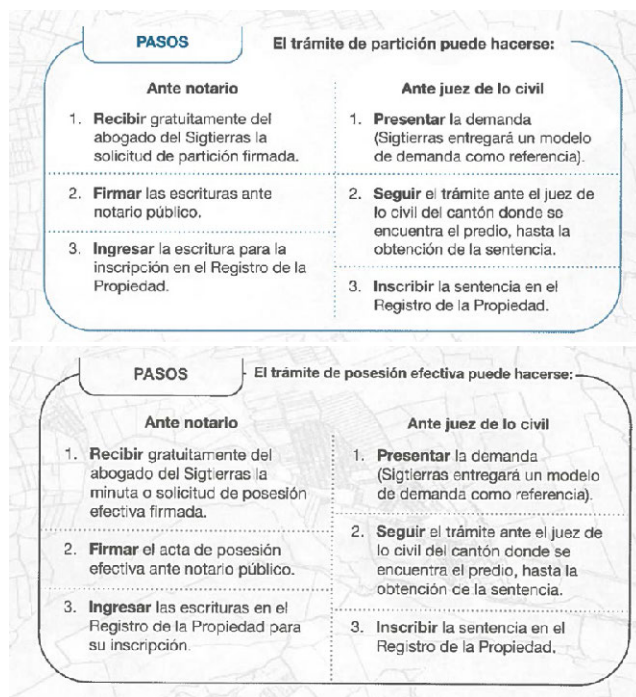 PASOS
El trámite de partición puede hacerse:
Ante notario
1. Recibir gratuitamente del
abogado del Sigtierras la
solicitud de partición firmada.
2. Firmar las escrituras ante
notario público.
3. Ingresar la escritura para la
inscripción en el Registro de la
Propiedad.
Ante juez de lo civil
1. Presentar la demanda
(Sigtierras entregará un modelo
de demanda como referencia).
2. Seguir el trámite ante el juez de
lo civil del cantón donde se
encuentra el predio, hasta la
obtención de la sentencia.
3. Inscribir la sentencia en el
Registro de la Propiedad.
PASOS
El trámite de posesión efectiva puede hacerse:
Ante notario
1. Recibir gratuitamente del
abogado del Sigtierras la
minuta o solicitud de posesión
efectiva firmada.
2. Firmar el acta de posesión
efectiva ante notario público.
3. Ingresar las escrituras en el
Registro de la Propiedad para
su inscripción.
Ante juez de lo civil
1. Presentar la demanda
(Sigtierras entregará un modelo
de demanda como referencia).
2. Seguir el trámite ante el juez de
lo civil del cantón donde se
encuentra el predio, hasta la
obtención de la sentencia.
3. Inscribir la sentencia en el
Registro de la Propiedad.